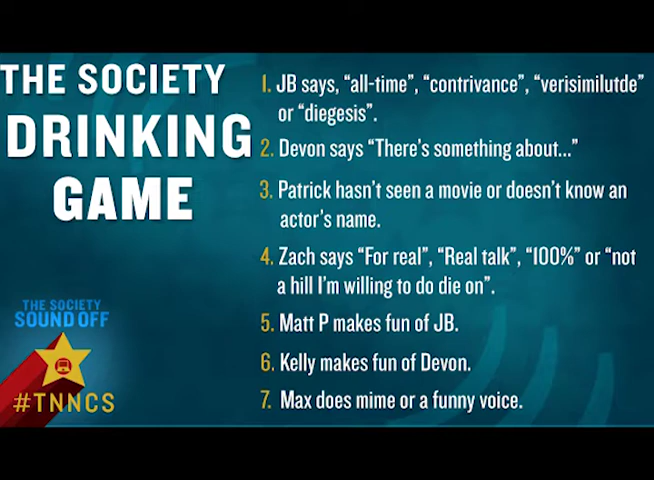 THE SOCIETY
DRINKING
GAME
1. JB says, “all-time”, “contrivance”, “verisimilutde”
or “diegesis”.
2. Devon says “There’s something about...”
3. Patrick hasn’t seen a movie or doesn’t know an
actor’s name.
4. Zach says “For real”, “Real talk”, “100%” or “not
a hill I’m willing to do die on”.
5. Matt P makes fun of JB.
6. Kelly makes fun of Devon.
7. Max does mime or a funny voice.
THE SOCIETY
SOUND OFF
#TNNCS